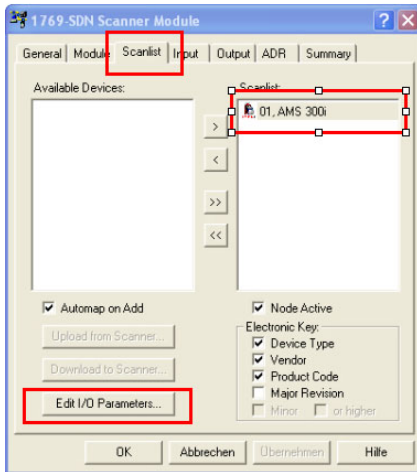 1769-SDN Scanner Module
General Module Scanlist Input Output ADR Summary
Available Devices:
Scanlist:
01, AMS 300i
>
<
>>
<<
Automap on Add
Node Active
Upload from Scanner...
Download to Scanner...
Edit I/O Parameters...
Electronic Key:
Device Type
Vendor
Product Code
Major Revision
Minor or higher
OK Abbrechen Übernehmen Hilfe